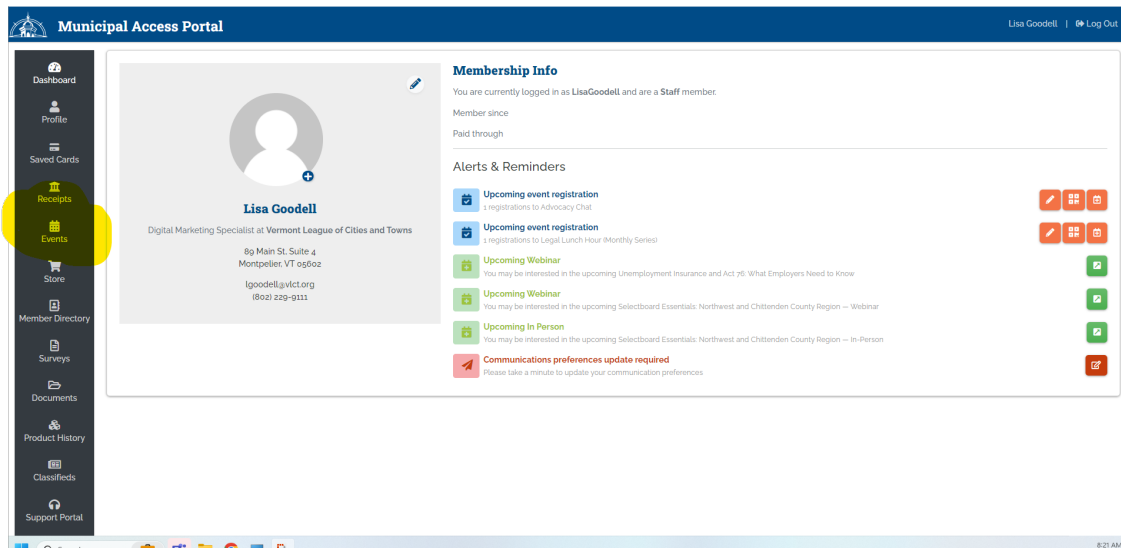 Municipal Access Portal
Lisa Goodell | Log Out
Dashboard
Profile
Saved Cards
Receipts
Events
Store
Member Directory
Surveys
Documents
Product History
Classifieds
Support Portal
Lisa Goodell
Digital Marketing Specialist at Vermont League of Cities and Towns
89 Main St, Suite 4
Montpelier, VT 05602
lgoodell@vlct.org
(802) 229-9111
Membership Info
You are currently logged in as LisaGoodell and are a Staff member.
Member since
Paid through
Alerts & Reminders
Upcoming event registration
1 registrations to Advocacy Chat
Upcoming event registration
1 registrations to Legal Lunch Hour (Monthly Series)
Upcoming Webinar
You may be interested in the upcoming Unemployment Insurance and Act 76: What Employers Need to Know
Upcoming Webinar
You may be interested in the upcoming Selectboard Essentials: Northwest and Chittenden County Region — Webinar
Upcoming In Person
You may be interested in the upcoming Selectboard Essentials: Northwest and Chittenden County Region — In-Person
Communications preferences update required
Please take a minute to update your communication preferences
8:21 AM